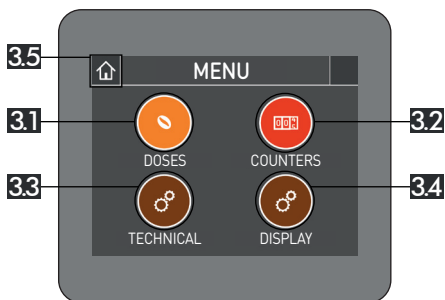 3.5
MENU
3.1
3.2
DOSES
COUNTERS
3.3
3.4
TECHNICAL
DISPLAY